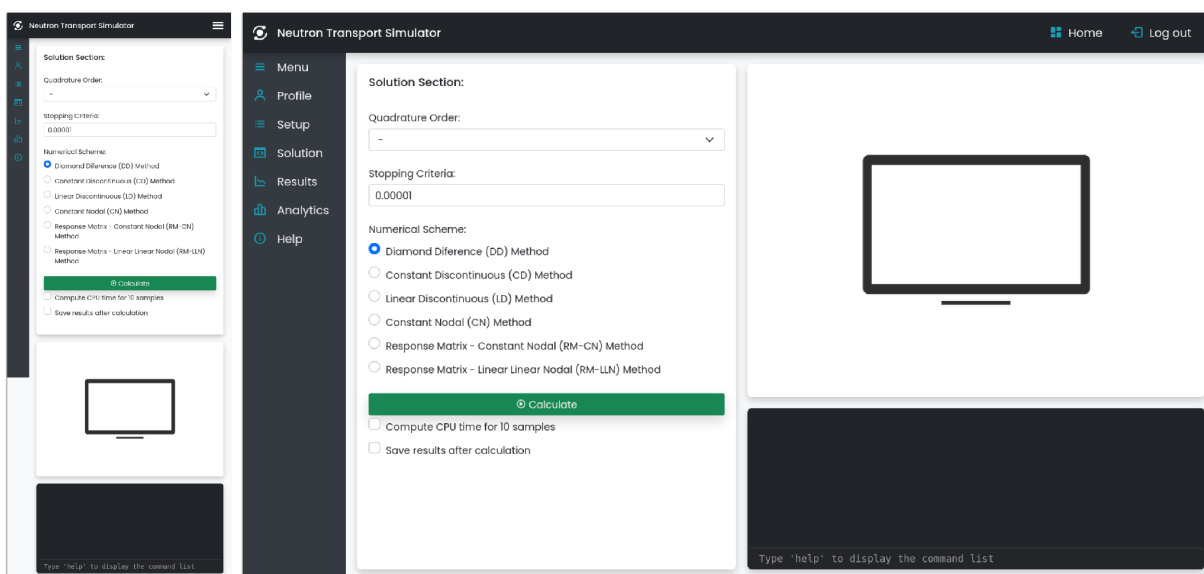 Neutron Transport Simulator
Solution Section:
Quadrature Order:
-
Stopping Criteria:
0.00001
Numerical Scheme:
Diamond Diference (DD) Method
Constant Discontinuous (CD) Method
Linear Discontinuous (LD) Method
Constant Nodal (CN) Method
Response Matrix - Constant Nodal (RM-CN)
Method
Response Matrix - Linear Linear Nodal (RM-LLN)
Method
Calculate
Compute CPU time for 10 samples
Save results after calculation
Type 'help' to display the command list
Neutron Transport Simulator
Home
Log out
Menu
Profile
Setup
Solution
Results
Analytics
Help
Solution Section:
Quadrature Order:
-
Stopping Criteria:
0.00001
Numerical Scheme:
Diamond Diference (DD) Method
Constant Discontinuous (CD) Method
Linear Discontinuous (LD) Method
Constant Nodal (CN) Method
Response Matrix - Constant Nodal (RM-CN) Method
Response Matrix - Linear Linear Nodal (RM-LLN) Method
Calculate
Compute CPU time for 10 samples
Save results after calculation
Type 'help' to display the command list